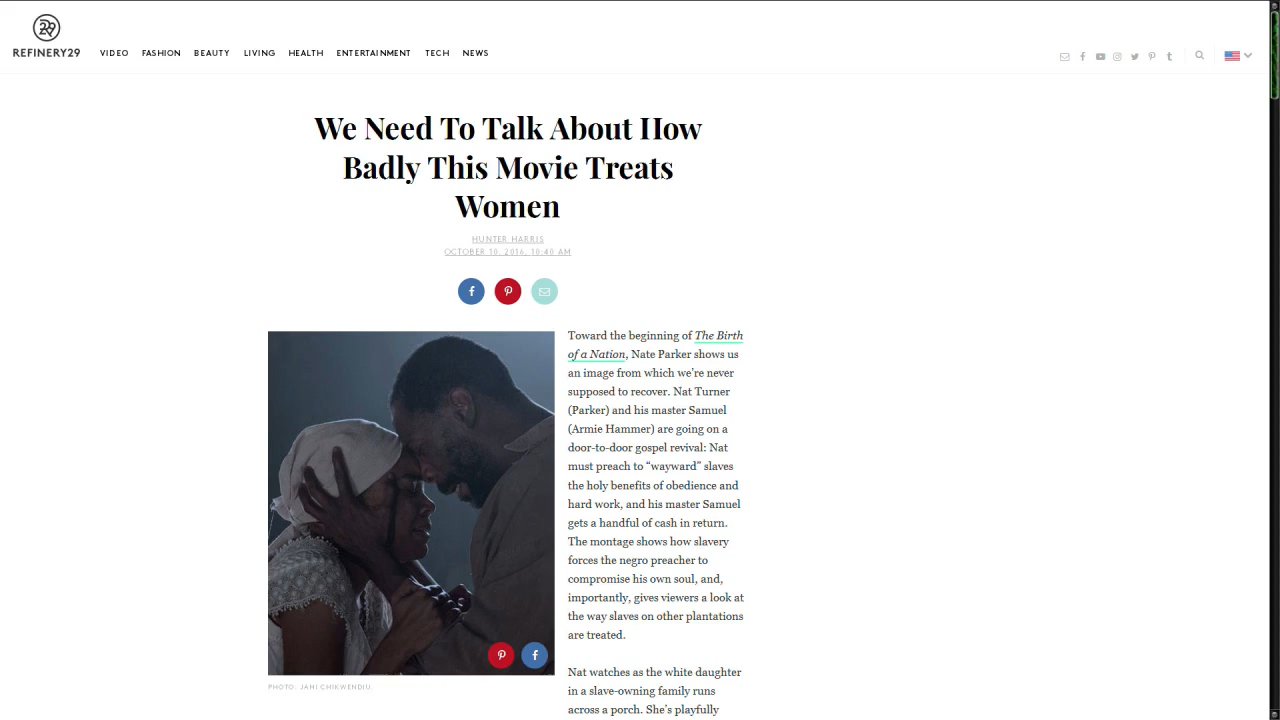 REFINERY29
VIDEO FASHION BEAUTY LIVING HEALTH ENTERTAINMENT TECH NEWS
We Need To Talk About How
Badly This Movie Treats
Women
HUNTER HARRIS
OCTOBER 10, 2016, 10:40 AM
Toward the beginning of The Birth
of a Nation, Nate Parker shows us
an image from which we’re never
supposed to recover. Nat Turner
(Parker) and his master Samuel
(Armie Hammer) are going on a
door-to-door gospel revival: Nat
must preach to “wayward” slaves
the holy benefits of obedience and
hard work, and his master Samuel
gets a handful of cash in return.
The montage shows how slavery
forces the negro preacher to
compromise his own soul, and,
importantly, gives viewers a look at
the way slaves on other plantations
are treated.
Nat watches as the white daughter
in a slave-owning family runs
across a porch. She’s playfully
PHOTO: JAHI CHIKWENDIU.